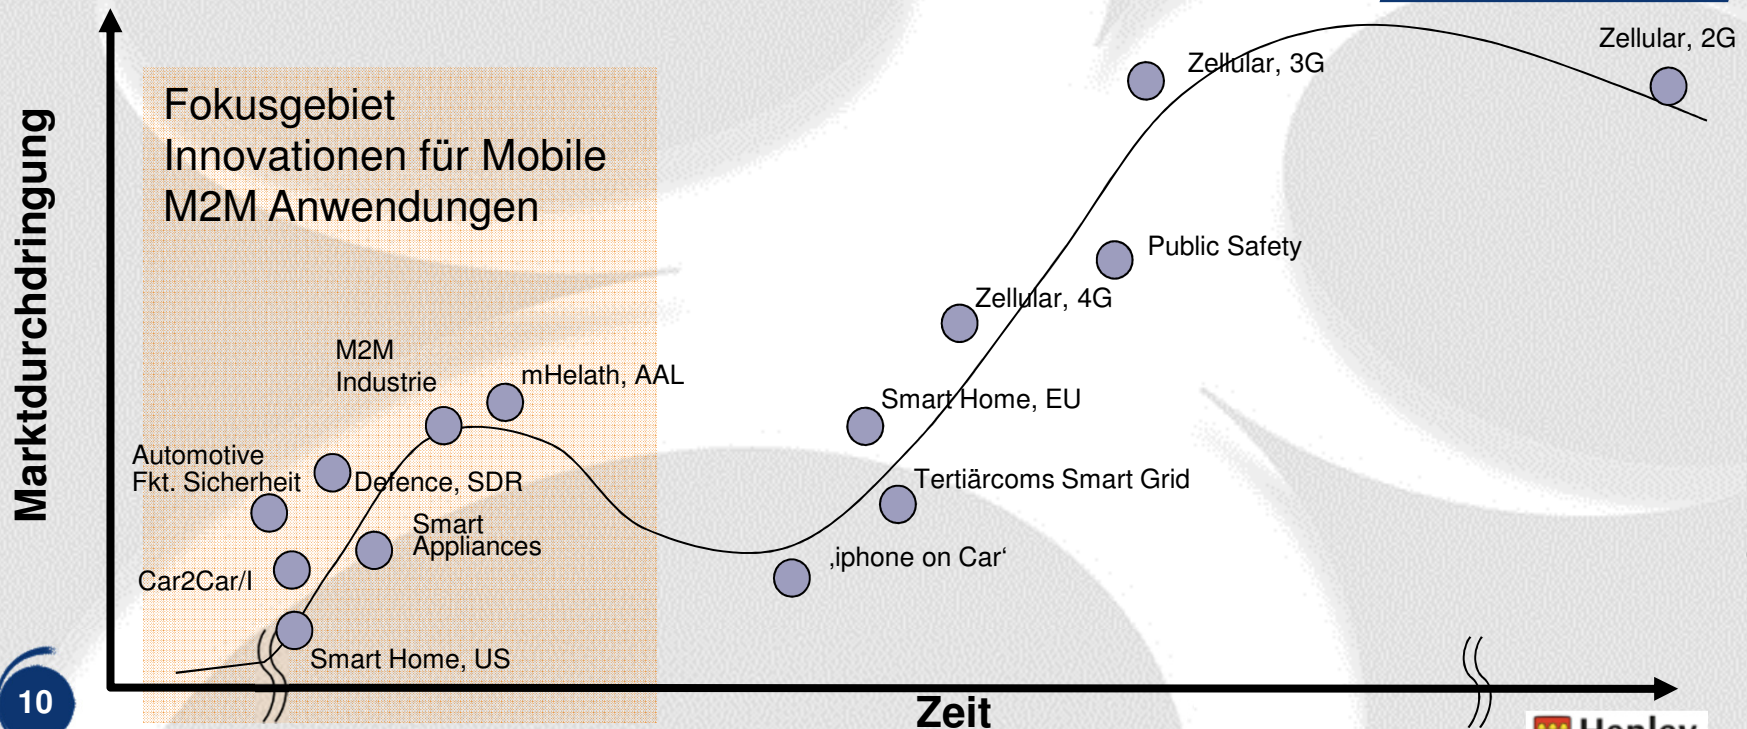 Zellular, 2G
Zellular, 3G
Fokusgebiet
Innovationen für Mobile
M2M Anwendungen
Marktdurchdringung
Public Safety
Zellular, 4G
M2M
Industrie
mHelath, AAL
Smart Home, EU
Automotive
Fkt. Sicherheit
Defence, SDR
Tertiärcoms Smart Grid
Smart
Appliances
‚iphone on Car‘
Car2Car/I
Smart Home, US
10
Zeit